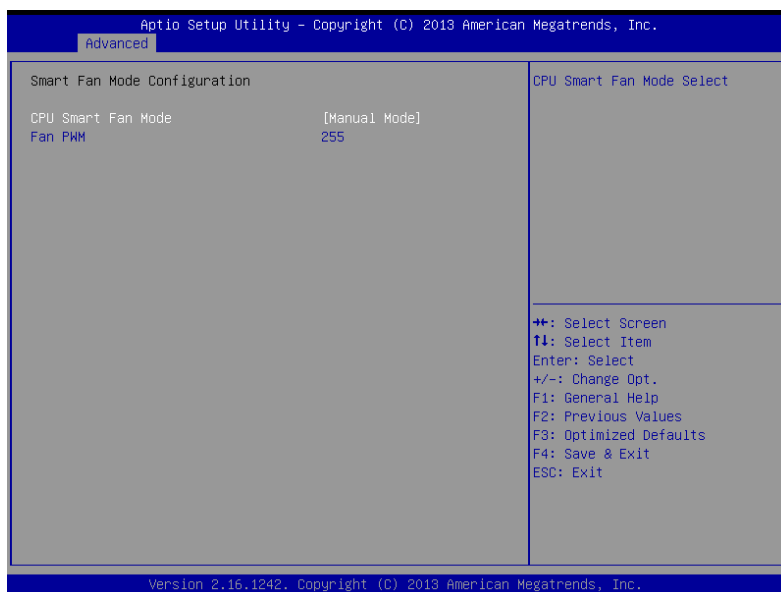 Aptio Setup Utility – Copyright (C) 2013 American Megatrends, Inc.
Advanced
Smart Fan Mode Configuration
CPU Smart Fan Mode [Manual Mode]
Fan PWM 255
CPU Smart Fan Mode Select
→←: Select Screen
↑↓: Select Item
Enter: Select
+/-: Change Opt.
F1: General Help
F2: Previous Values
F3: Optimized Defaults
F4: Save & Exit
ESC: Exit
Version 2.16.1242. Copyright (C) 2013 American Megatrends, Inc.